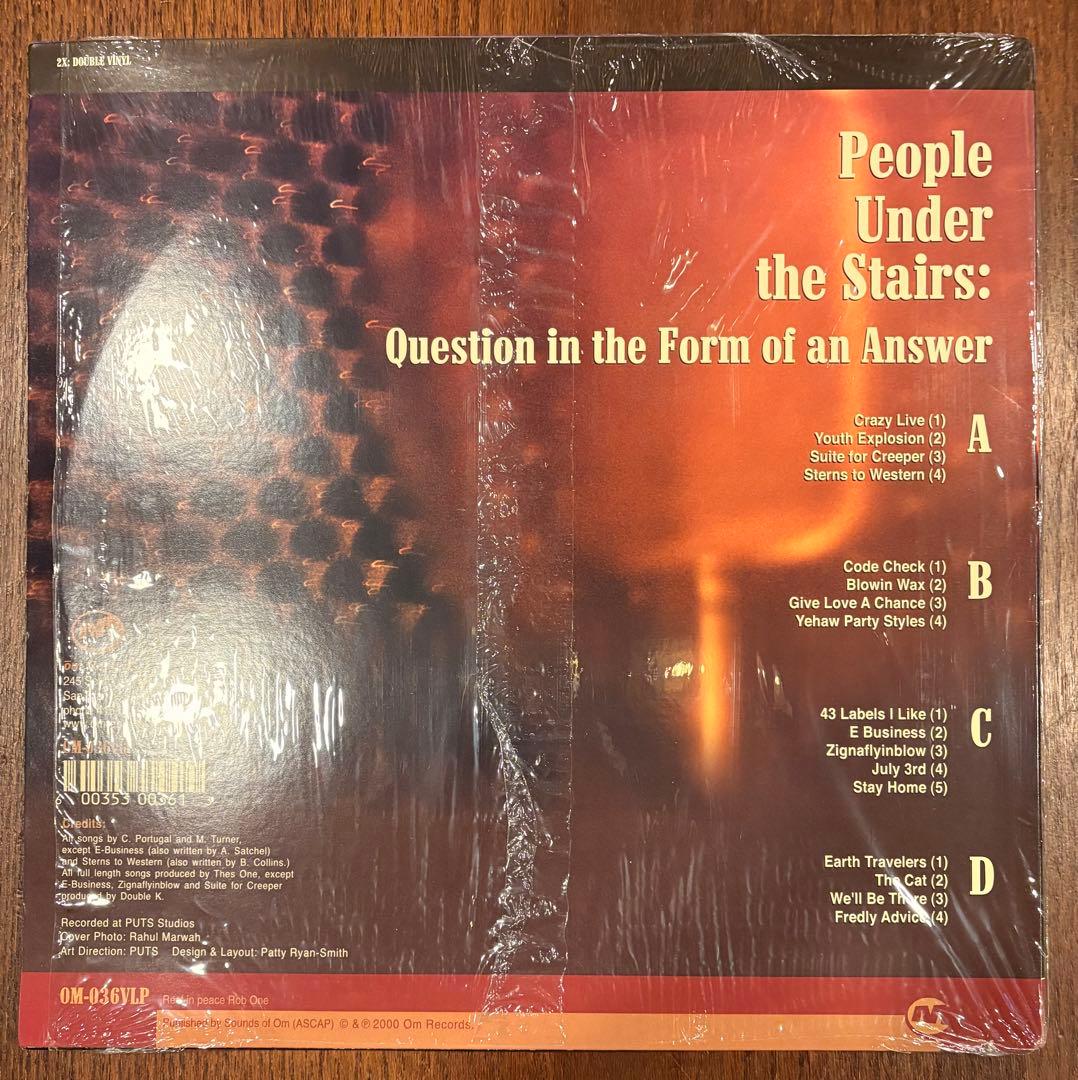 2X: DOUBLE VINYL
People
Under
the Stairs:
Question in the Form of an Answer
A
Crazy Live (1)
Youth Explosion (2)
Suite for Creeper (3)
Sterns to Western (4)
B
Code Check (1)
Blowin Wax (2)
Give Love A Chance (3)
Yehaw Party Styles (4)
C
43 Labels I Like (1)
E Business (2)
Zignaflyinblow (3)
July 3rd (4)
Stay Home (5)
D
Earth Travelers (1)
The Cat (2)
We'll Be There (3)
Fredly Advice (4)
245
6 00353 00361 9
Credits:
All songs by C. Portugal and M. Turner,
except E-Business (also written by A. Satchel)
and Sterns to Western (also written by B. Collins.)
All full length songs produced by Thes One, except
E-Business, Zignaflyinblow and Suite for Creeper
produced by Double K.
Recorded at PUTS Studios
Cover Photo: Rahul Marwah
Art Direction: PUTS Design & Layout: Patty Ryan-Smith
OM-036VLP
Rest in peace Rob One
Published by Sounds of Om (ASCAP) © & ℗ 2000 Om Records.